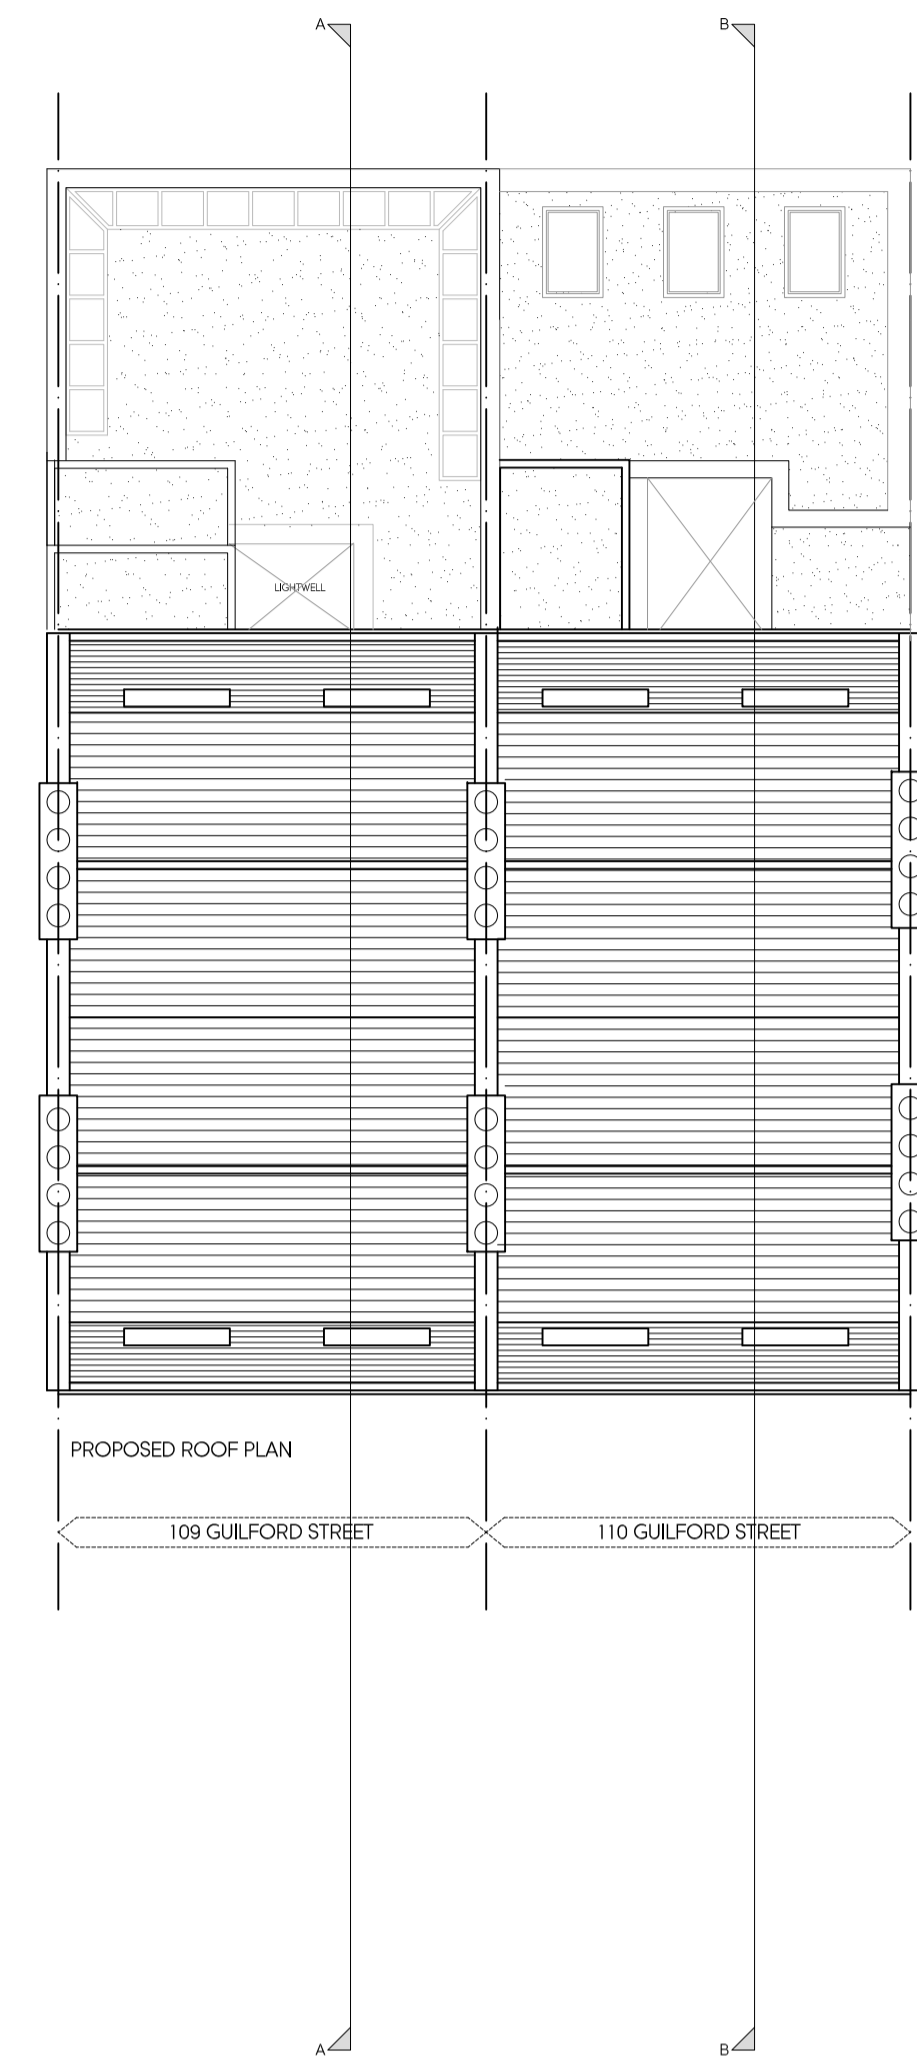 A
B
LIGHTWELL
PROPOSED ROOF PLAN
109 GUILFORD STREET
110 GUILFORD STREET
A
B